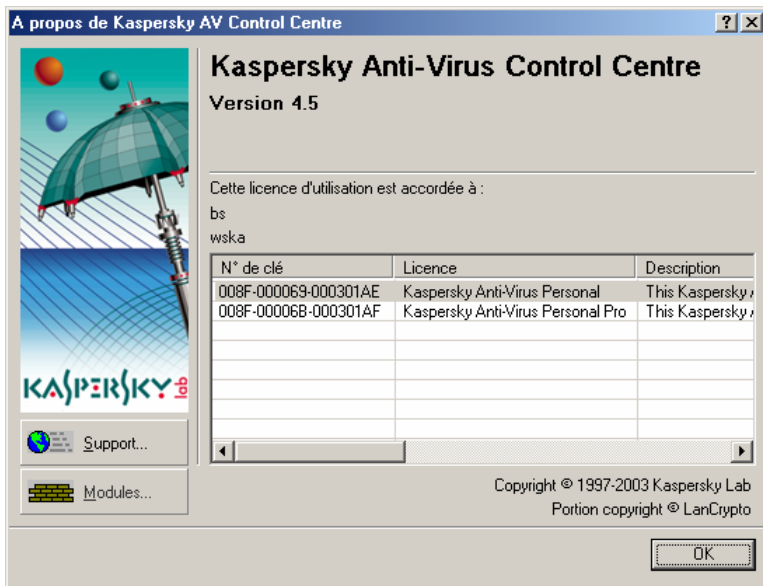 A propos de Kaspersky AV Control Centre
Kaspersky Anti-Virus Control Centre
Version 4.5
Cette licence d'utilisation est accordée à :
bs
wska
N° de clé Licence Description
008F-000069-000301AE Kaspersky Anti-Virus Personal This Kaspersky
008F-00006B-000301AF Kaspersky Anti-Virus Personal Pro This Kaspersky
KASPERSKY lab
Support...
Modules...
Copyright © 1997-2003 Kaspersky Lab
Portion copyright © LanCrypto
OK